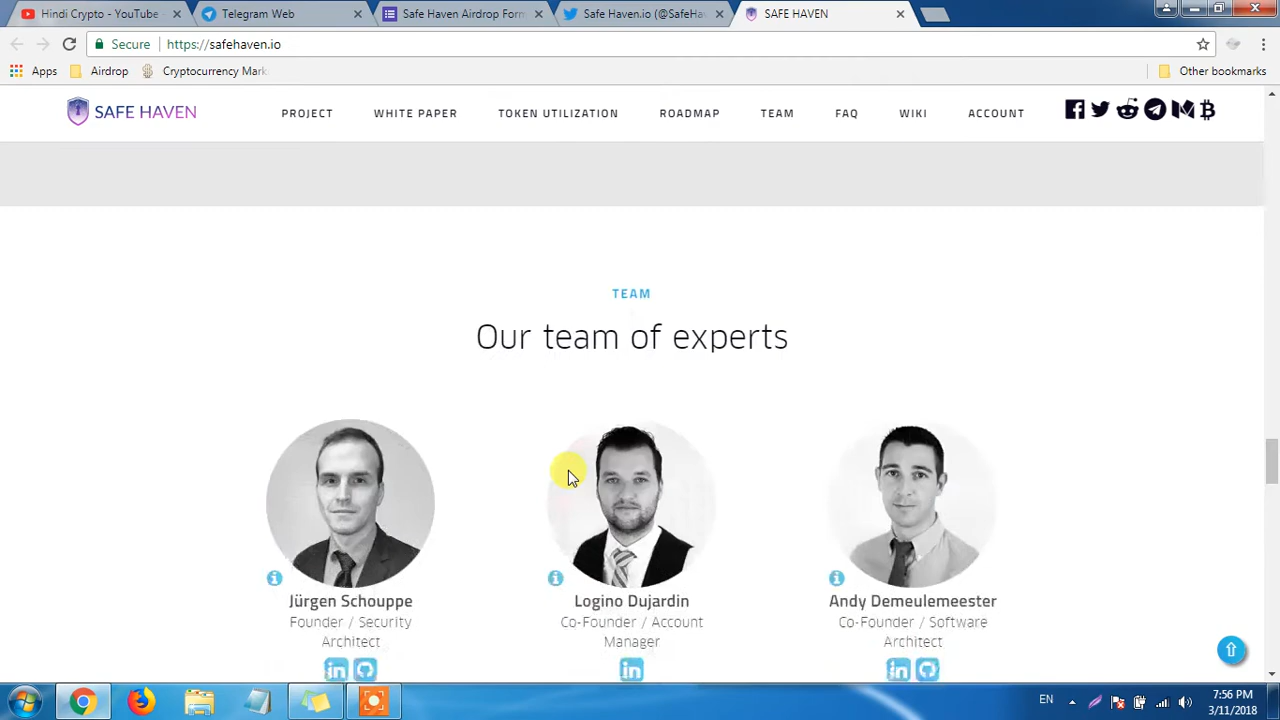 Hindi Crypto - YouTube
Telegram Web
Safe Haven Airdrop Form
Safe Haven.io (@SafeHa
SAFE HAVEN
Secure
https://safehaven.io
Apps
Airdrop
Cryptocurrency Mark
Other bookmarks
SAFE HAVEN
PROJECT
WHITE PAPER
TOKEN UTILIZATION
ROADMAP
TEAM
FAQ
WIKI
ACCOUNT
TEAM
Our team of experts
Jürgen Schouppe
Founder / Security
Architect
Logino Dujardin
Co-Founder / Account
Manager
Andy Demeulemeester
Co-Founder / Software
Architect
in
in
in
EN
7:56 PM
3/11/2018